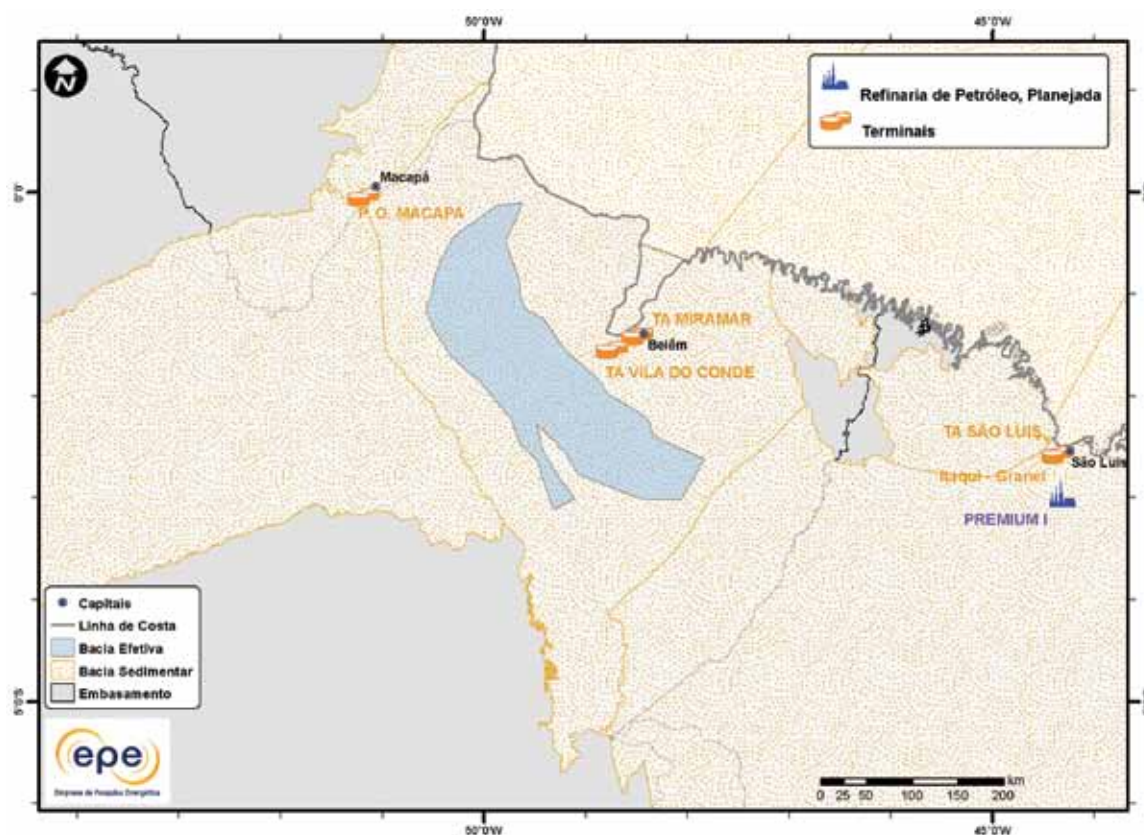 50°0'W
45°0'W
N
Refinaria de Petróleo, Planejada
Terminais
0°0'
Macapá
P. O. MACAPA
TA MIRAMAR
Belém
TA VILA DO CONDE
TA SÃO LUIS
São Luis
Itaqui - Granel
PREMIUM I
Capitais
Linha de Costa
Bacia Efetiva
Bacia Sedimentar
Embasamento
5°0'S
epe
Empresa de Pesquisa Energética
km
0 25 50 100 150 200
50°0'W
45°0'W